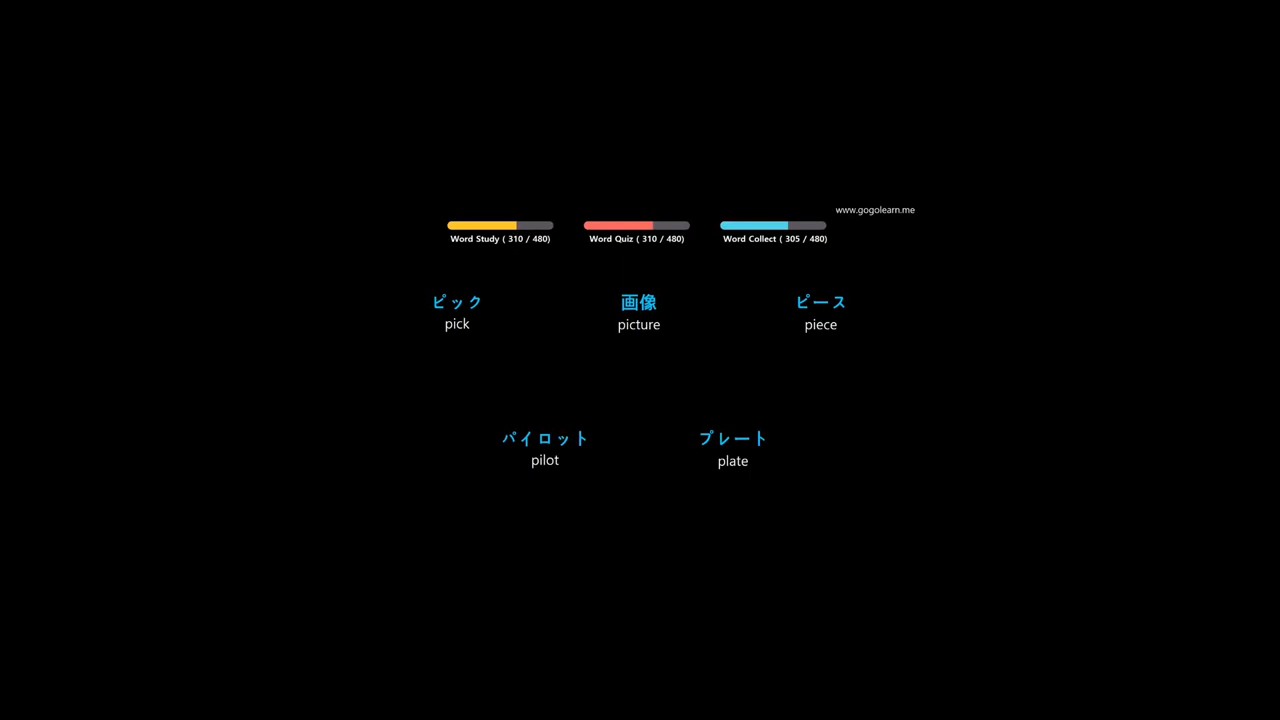 www.gogolearn.me
Word Study ( 310 / 480)
Word Quiz ( 310 / 480)
Word Collect ( 305 / 480)
ピック
pick
画像
picture
ピース
piece
パイロット
pilot
プレート
plate